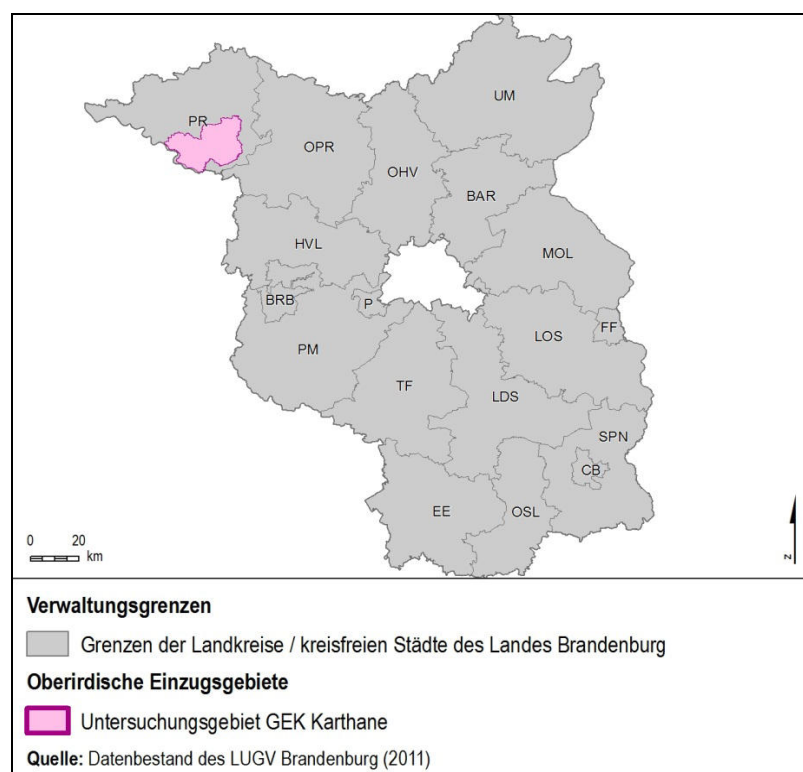 UM
PR
OPR
OHV
BAR
HVL
MOL
BRB
P
FF
PM
LOS
TF
LDS
SPN
CB
EE
OSL
0 20
km
N
Verwaltungsgrenzen
Grenzen der Landkreise / kreisfreien Städte des Landes Brandenburg
Oberirdische Einzugsgebiete
Untersuchungsgebiet GEK Karthane
Quelle: Datenbestand des LUGV Brandenburg (2011)